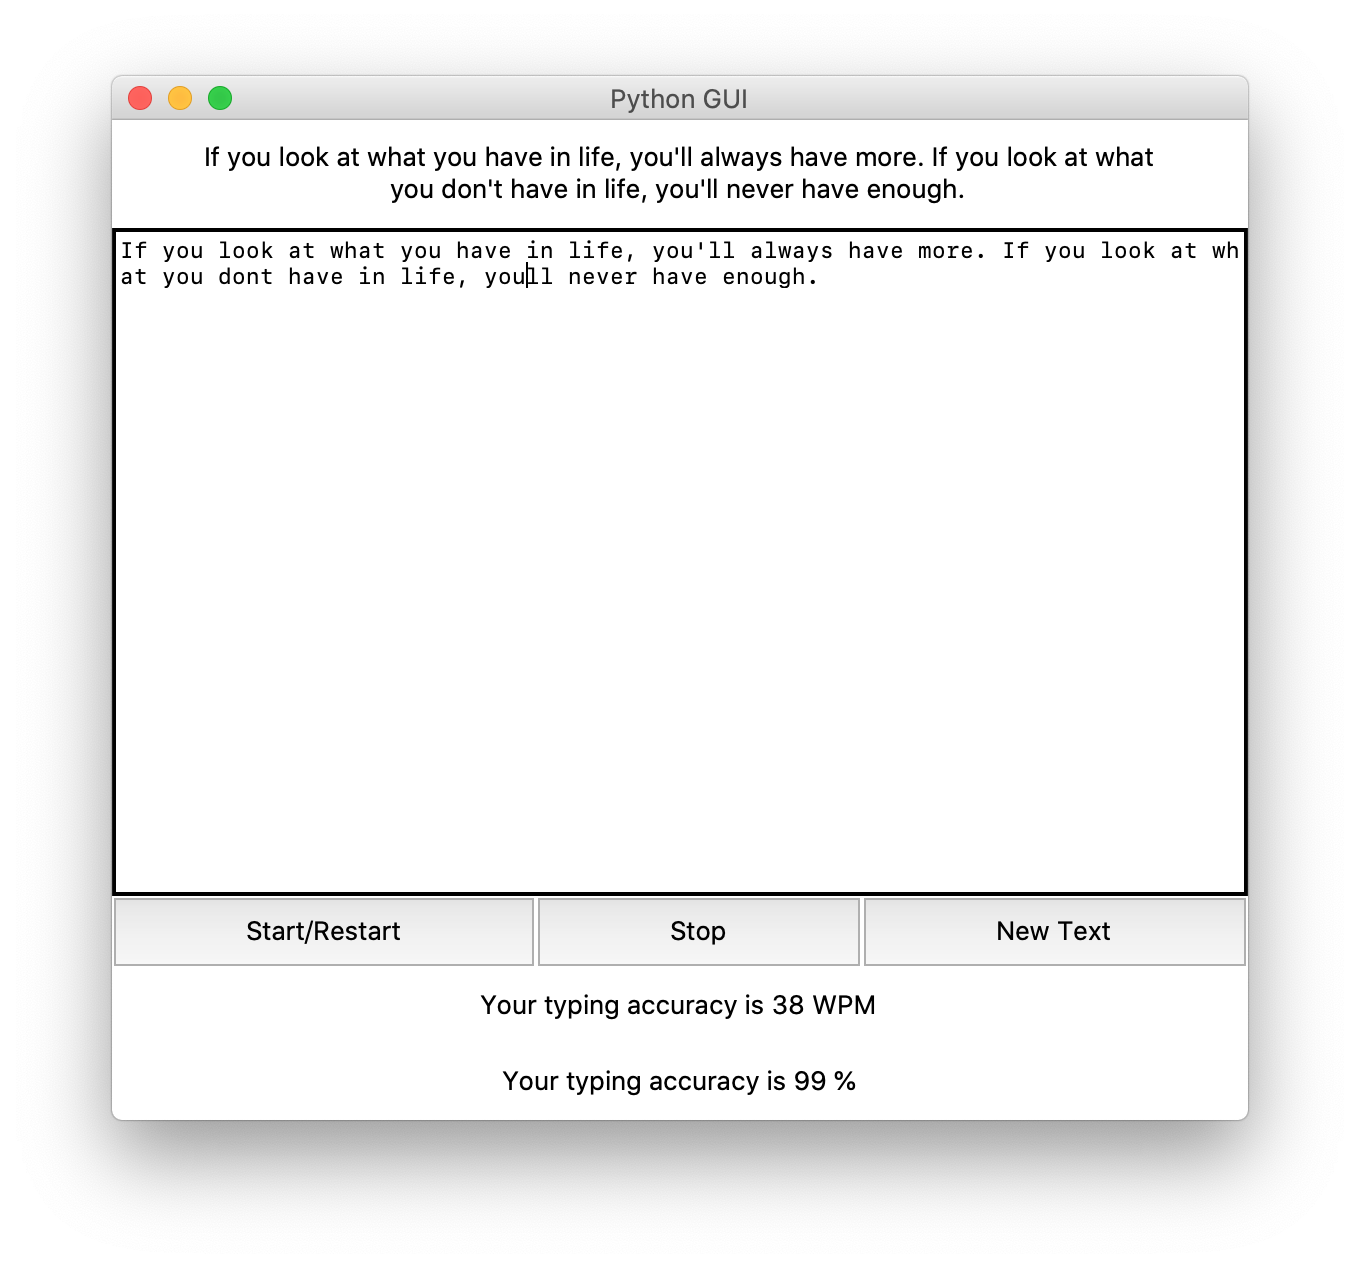 Python GUI
If you look at what you have in life, you'll always have more. If you look at what
you don't have in life, you'll never have enough.
If you look at what you have in life, you'll always have more. If you look at wh
at you dont have in life, youll never have enough.
Start/Restart
Stop
New Text
Your typing accuracy is 38 WPM
Your typing accuracy is 99 %